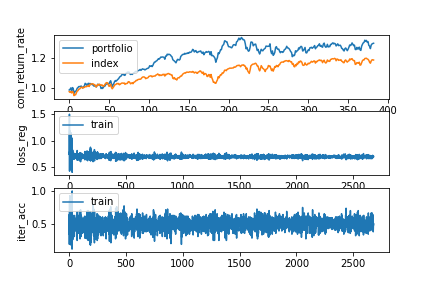 com_return_rate
1.2
1.0
portfolio
index
0 50 100 150 200 250 300 350 400
loss_reg
1.5
1.0
0.5
train
0 500 1000 1500 2000 2500
iter_acc
1.0
0.5
train
0 500 1000 1500 2000 2500